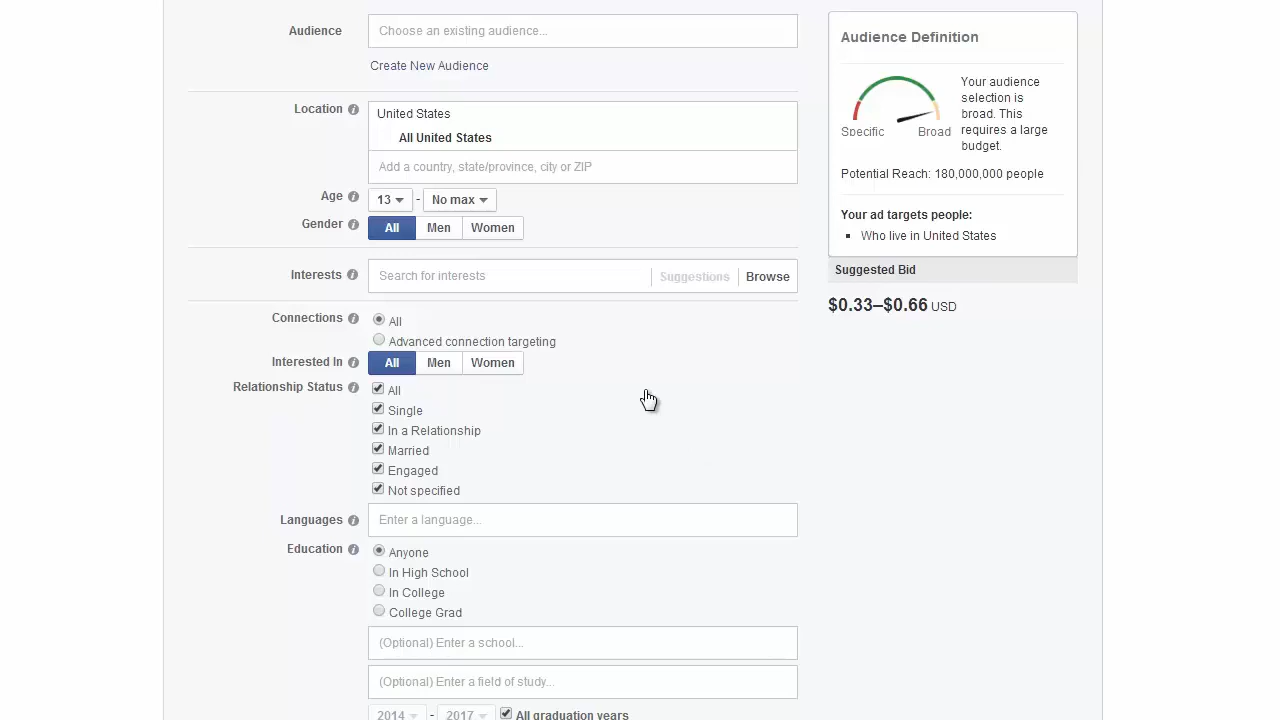 Audience
Choose an existing audience...
Create New Audience
Location
United States
All United States
Add a country, state/province, city or ZIP
Age
13 - No max
Gender
All Men Women
Interests
Search for interests Suggestions Browse
Connections
All
Advanced connection targeting
Interested In
All Men Women
Relationship Status
All
Single
In a Relationship
Married
Engaged
Not specified
Languages
Enter a language...
Education
Anyone
In High School
In College
College Grad
(Optional) Enter a school...
(Optional) Enter a field of study...
2014 - 2017 All graduation years
Audience Definition
Specific Broad
Your audience
selection is
broad. This
requires a large
budget.
Potential Reach: 180,000,000 people
Your ad targets people:
Who live in United States
Suggested Bid
$0.33–$0.66 USD